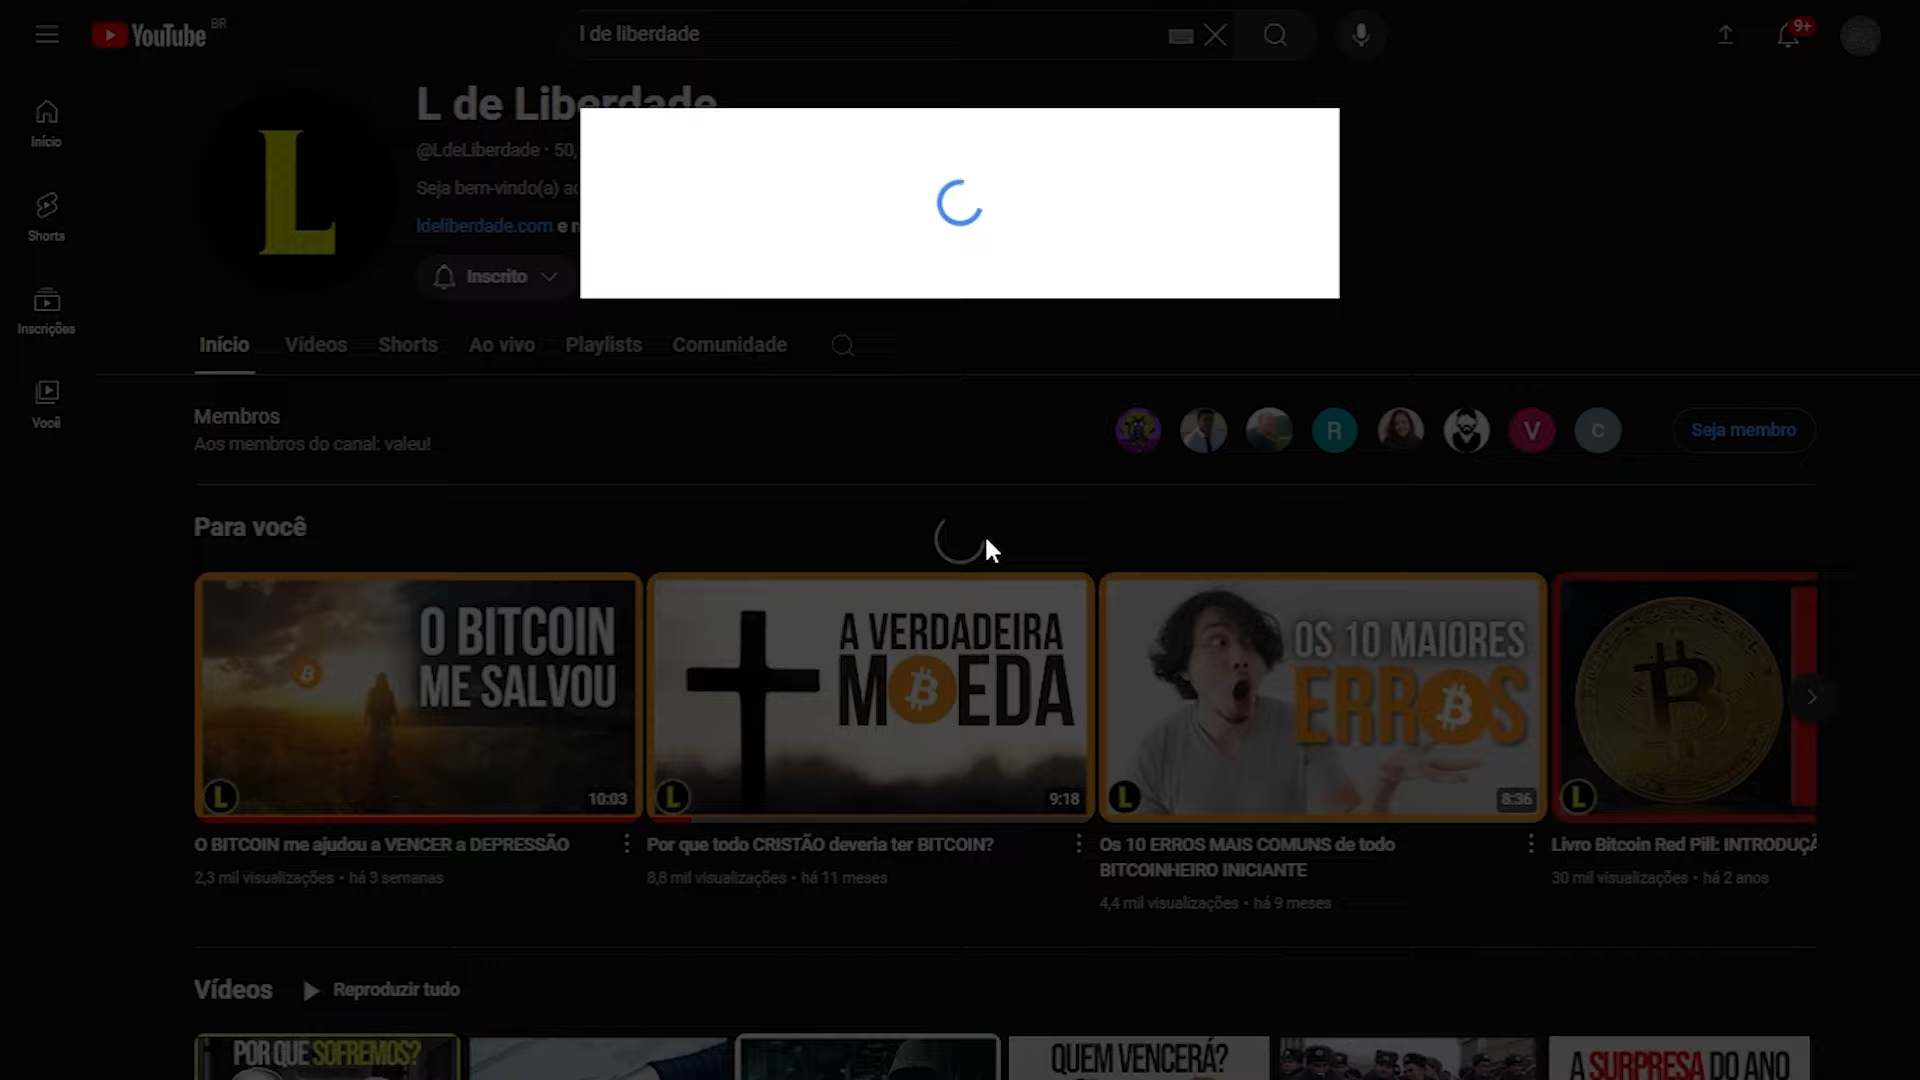 YouTube BR
l de liberdade
9+
L de Liberdade
@LdeLiberdade · 50,
Seja bem-vindo(a)
ldeliberdade.com e
Inscrito
Início
Shorts
Inscrições
Você
Início Vídeos Shorts Ao vivo Playlists Comunidade
Membros
Aos membros do canal: valeu!
R V C
Seja membro
Para você
L
O BITCOIN
ME SALVOU
L
10:03
A VERDADEIRA
MOEDA
L
9:18
OS 10 MAIORES
ERROS
L
8:36
L
O BITCOIN me ajudou a VENCER a DEPRESSÃO
2,3 mil visualizações • há 3 semanas
Por que todo CRISTÃO deveria ter BITCOIN?
8,8 mil visualizações • há 11 meses
Os 10 ERROS MAIS COMUNS de todo
BITCOINHEIRO INICIANTE
4,4 mil visualizações • há 9 meses
Livro Bitcoin Red Pill: INTRODUÇÃ
30 mil visualizações • há 2 anos
Vídeos
Reproduzir tudo
POR QUE SOFREMOS?
QUEM VENCERÁ?
A SURPRESA DO ANO